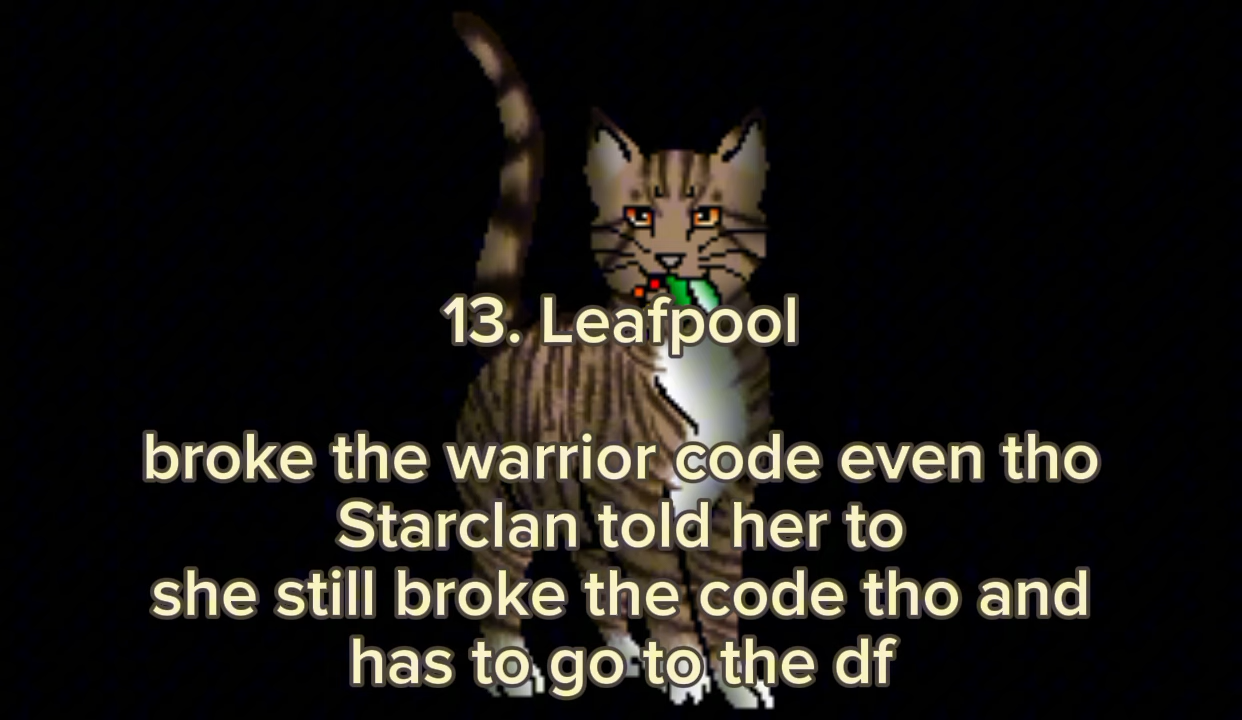 13. Leafpool
broke the warrior code even tho
Starclan told her to
she still broke the code tho and
has to go to the df